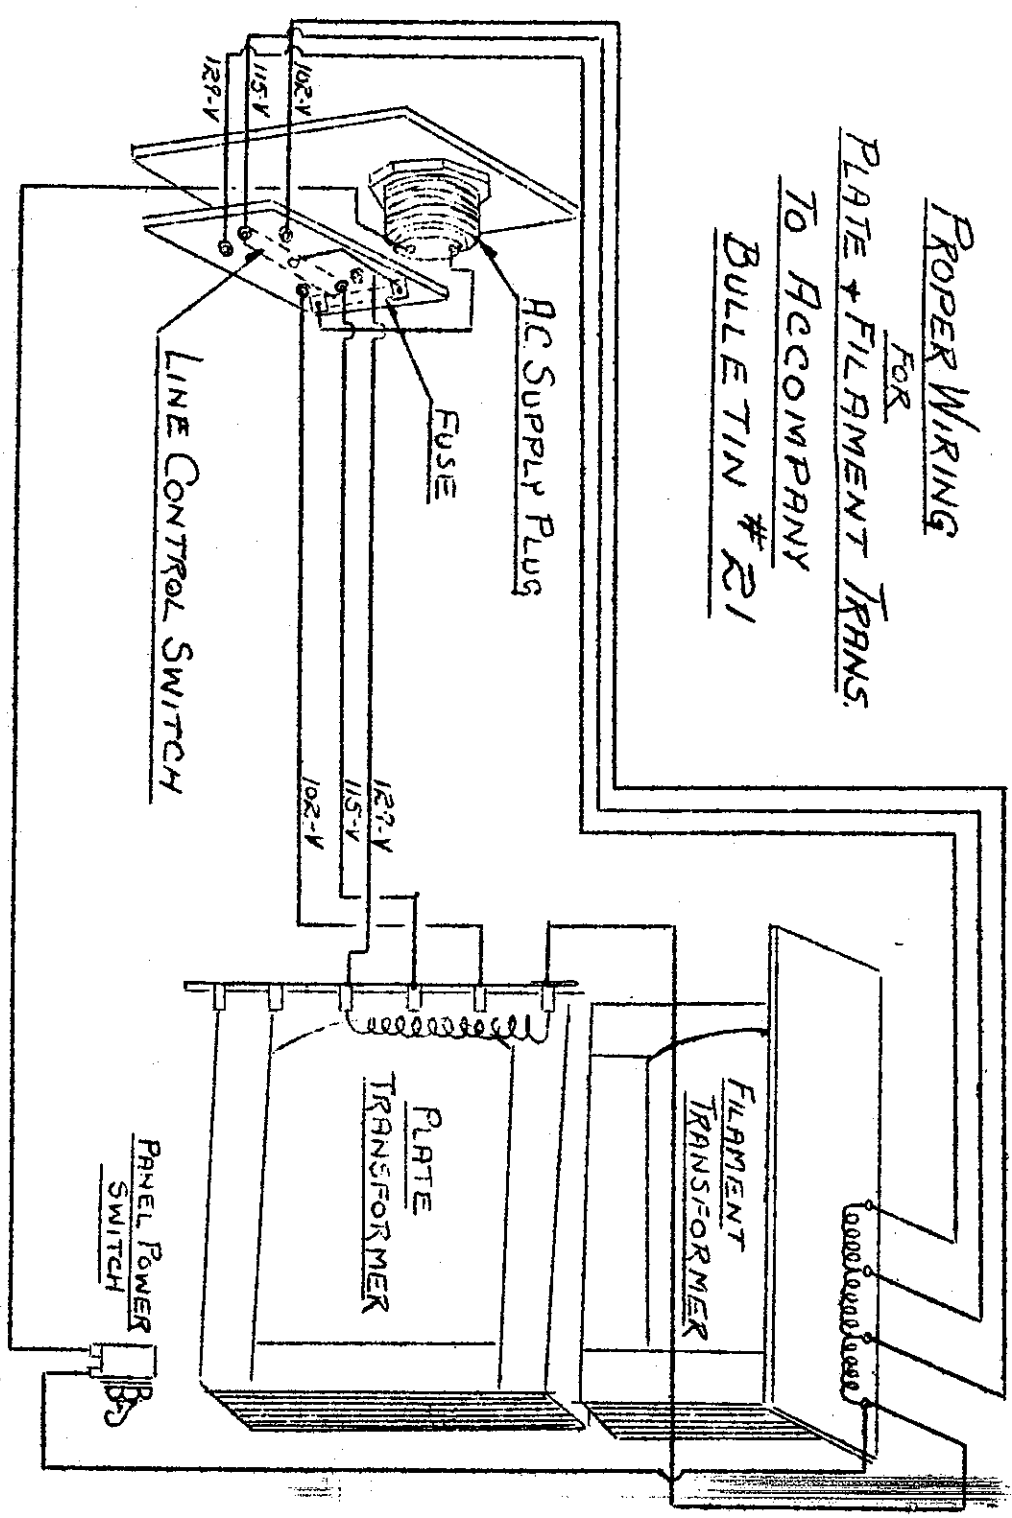 PROPER WIRING
FOR
PLATE & FILAMENT TRANS.
TO ACCOMPANY
BULLETIN # 21
102-V
115-V
129-V
A.C. SUPPLY PLUG
FUSE
LINE CONTROL SWITCH
129-V
115-V
102-V
FILAMENT
TRANSFORMER
PLATE
TRANSFORMER
PANEL POWER
SWITCH